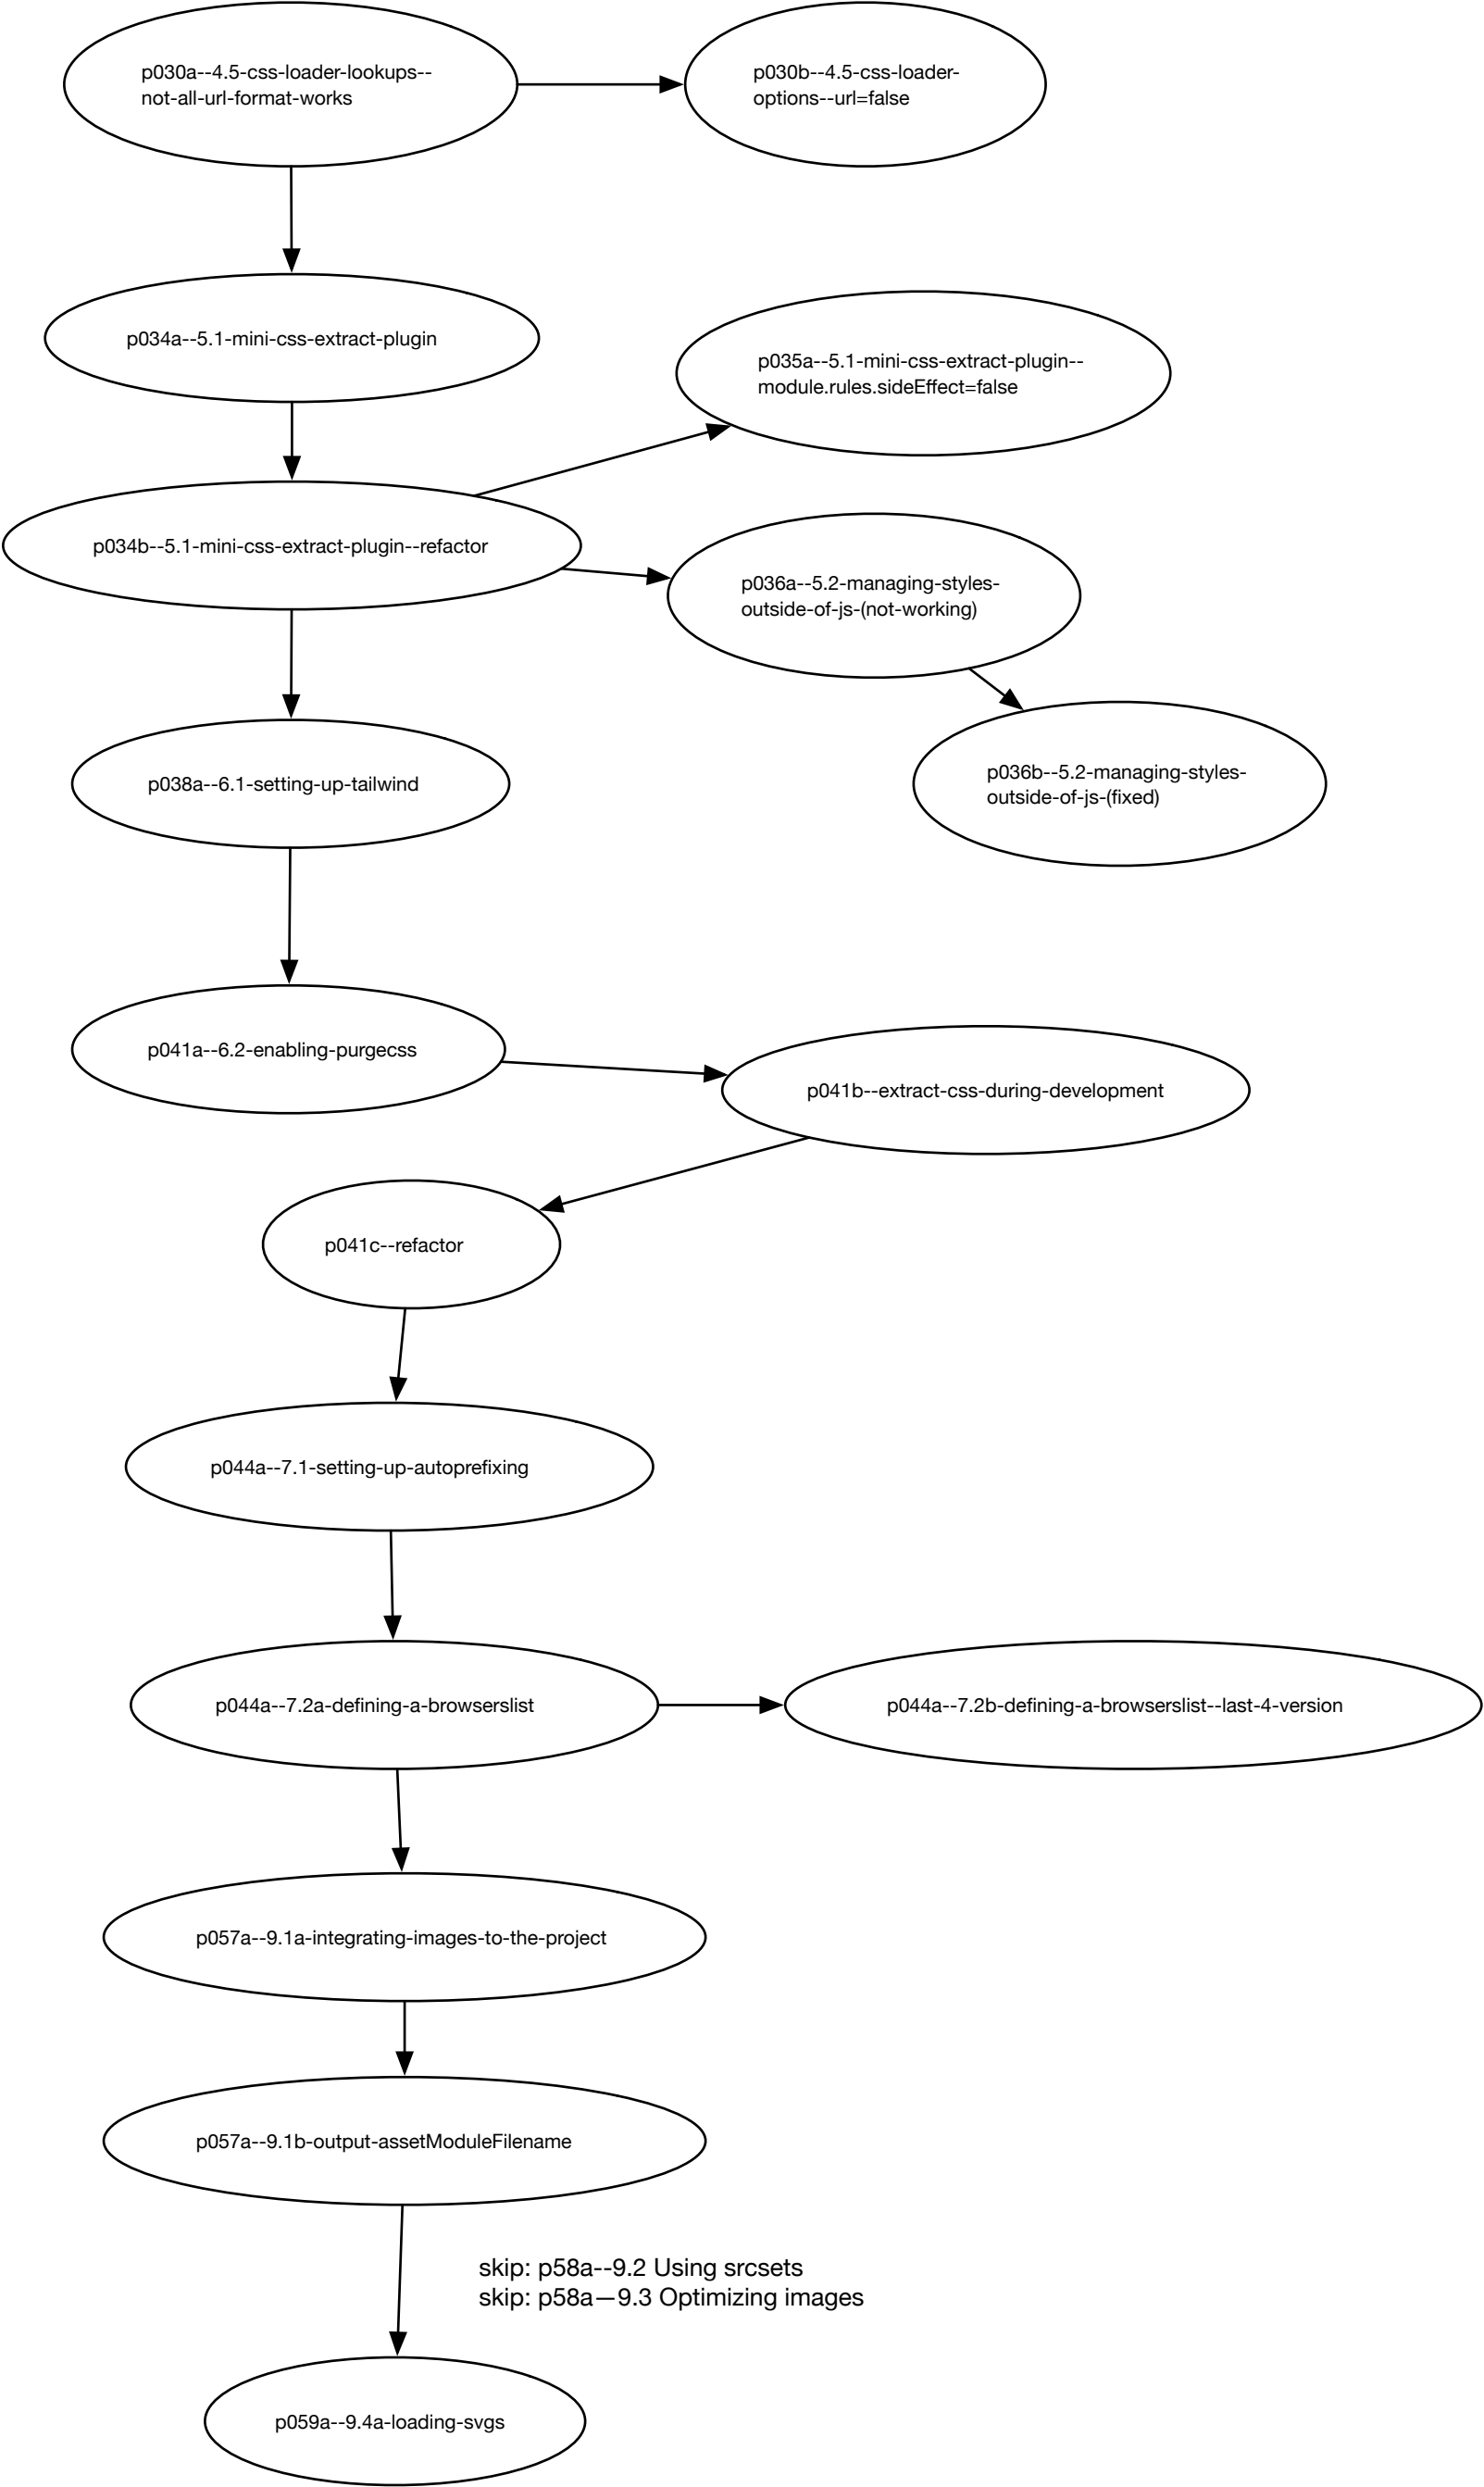 p030a--4.5-css-loader-lookups--
not-all-url-format-works
p030b--4.5-css-loader-
options--url=false
p034a--5.1-mini-css-extract-plugin
p035a--5.1-mini-css-extract-plugin--
module.rules.sideEffect=false
p034b--5.1-mini-css-extract-plugin--refactor
p036a--5.2-managing-styles-
outside-of-js-(not-working)
p036b--5.2-managing-styles-
outside-of-js-(fixed)
p038a--6.1-setting-up-tailwind
p041a--6.2-enabling-purgecss
p041b--extract-css-during-development
p041c--refactor
p044a--7.1-setting-up-autoprefixing
p044a--7.2a-defining-a-browserslist
p044a--7.2b-defining-a-browserslist--last-4-version
p057a--9.1a-integrating-images-to-the-project
p057a--9.1b-output-assetModuleFilename
skip: p58a--9.2 Using srcsets
skip: p58a—9.3 Optimizing images
p059a--9.4a-loading-svgs